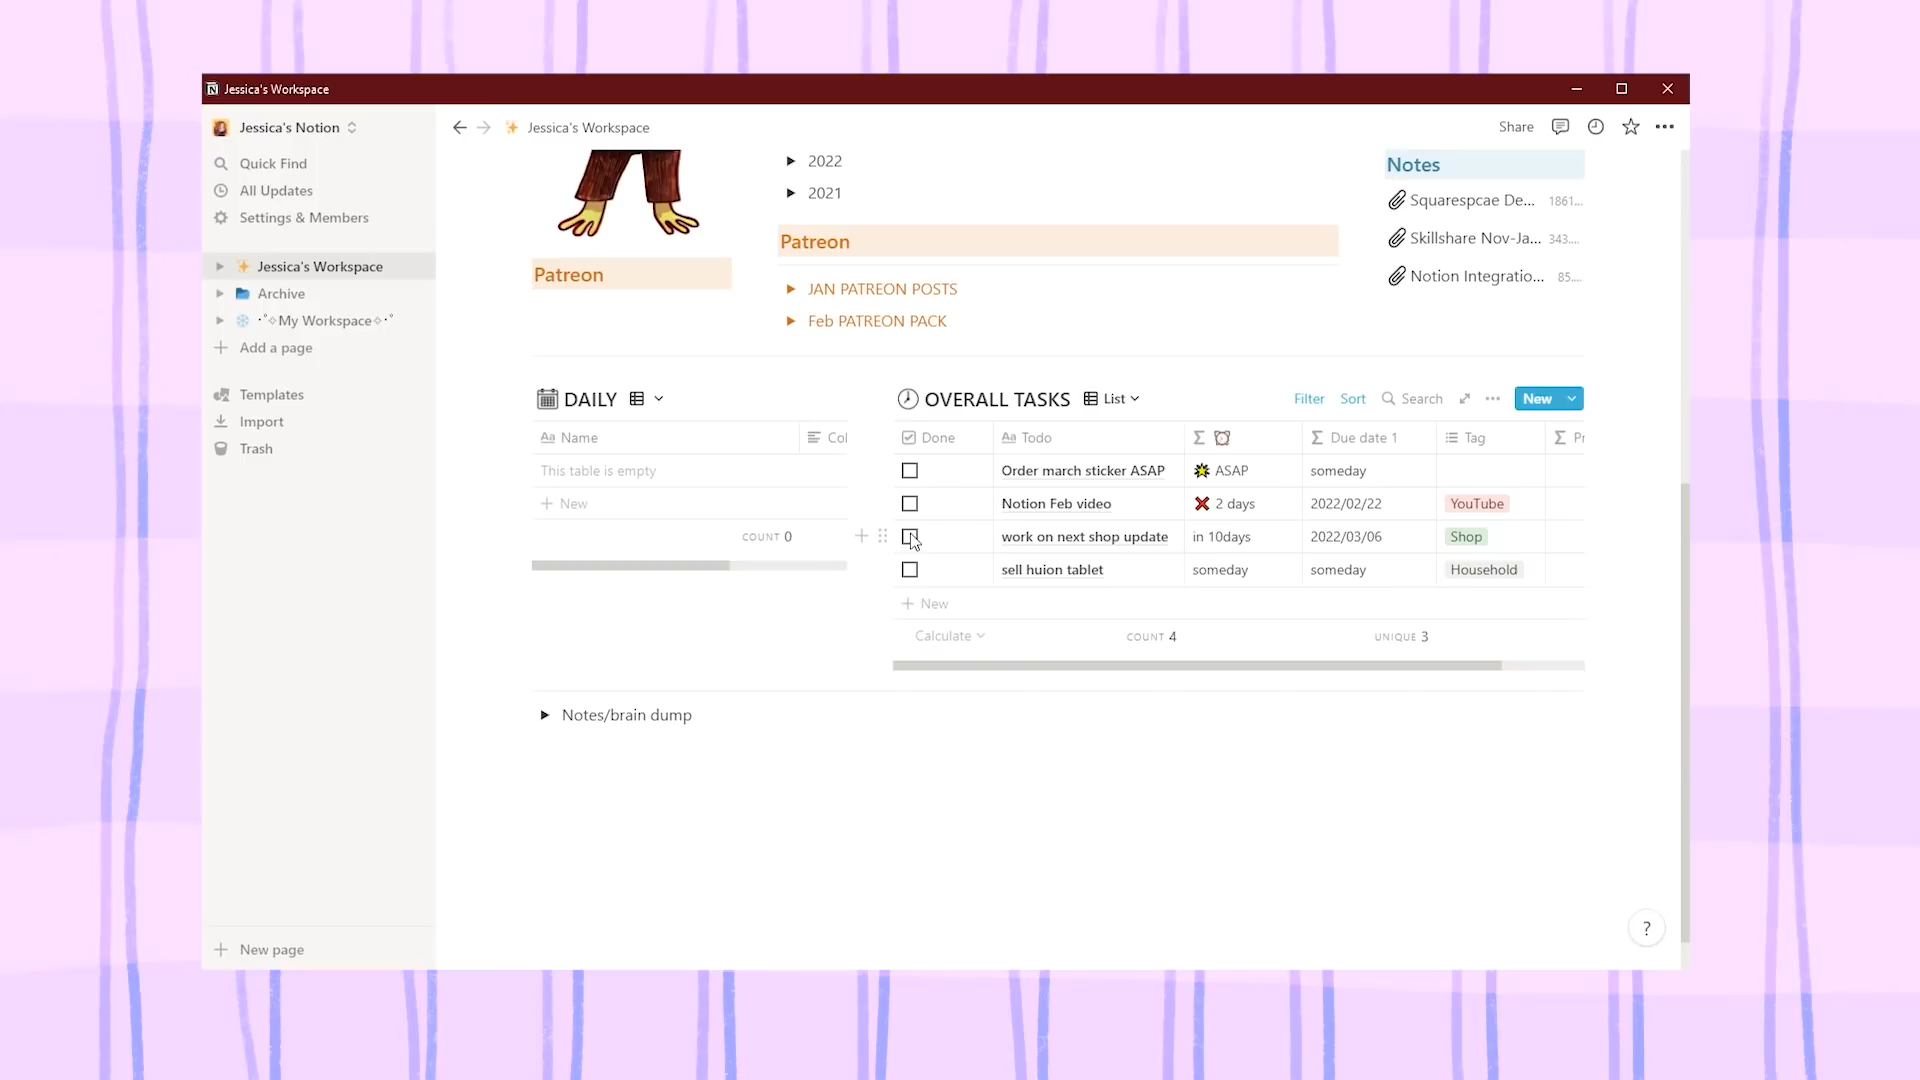 Jessica's Workspace
Jessica's Notion
Quick Find
All Updates
Settings & Members
Jessica's Workspace
Archive
･ﾟ✧My Workspace✧･ﾟ
Add a page
Templates
Import
Trash
New page
Jessica's Workspace
Share
Patreon
2022
2021
Patreon
JAN PATREON POSTS
Feb PATREON PACK
Notes
Squarespcae De... 1861...
Skillshare Nov-Ja... 343....
Notion Integratio... 85....
DAILY
Aa Name Col
This table is empty
New
COUNT 0
OVERALL TASKS List Filter Sort Search New
Done Aa Todo Σ Σ Due date 1 Tag Σ Pr
Order march sticker ASAP ASAP someday
Notion Feb video 2 days 2022/02/22 YouTube
work on next shop update in 10days 2022/03/06 Shop
sell huion tablet someday someday Household
New
Calculate COUNT 4 UNIQUE 3
Notes/brain dump
?